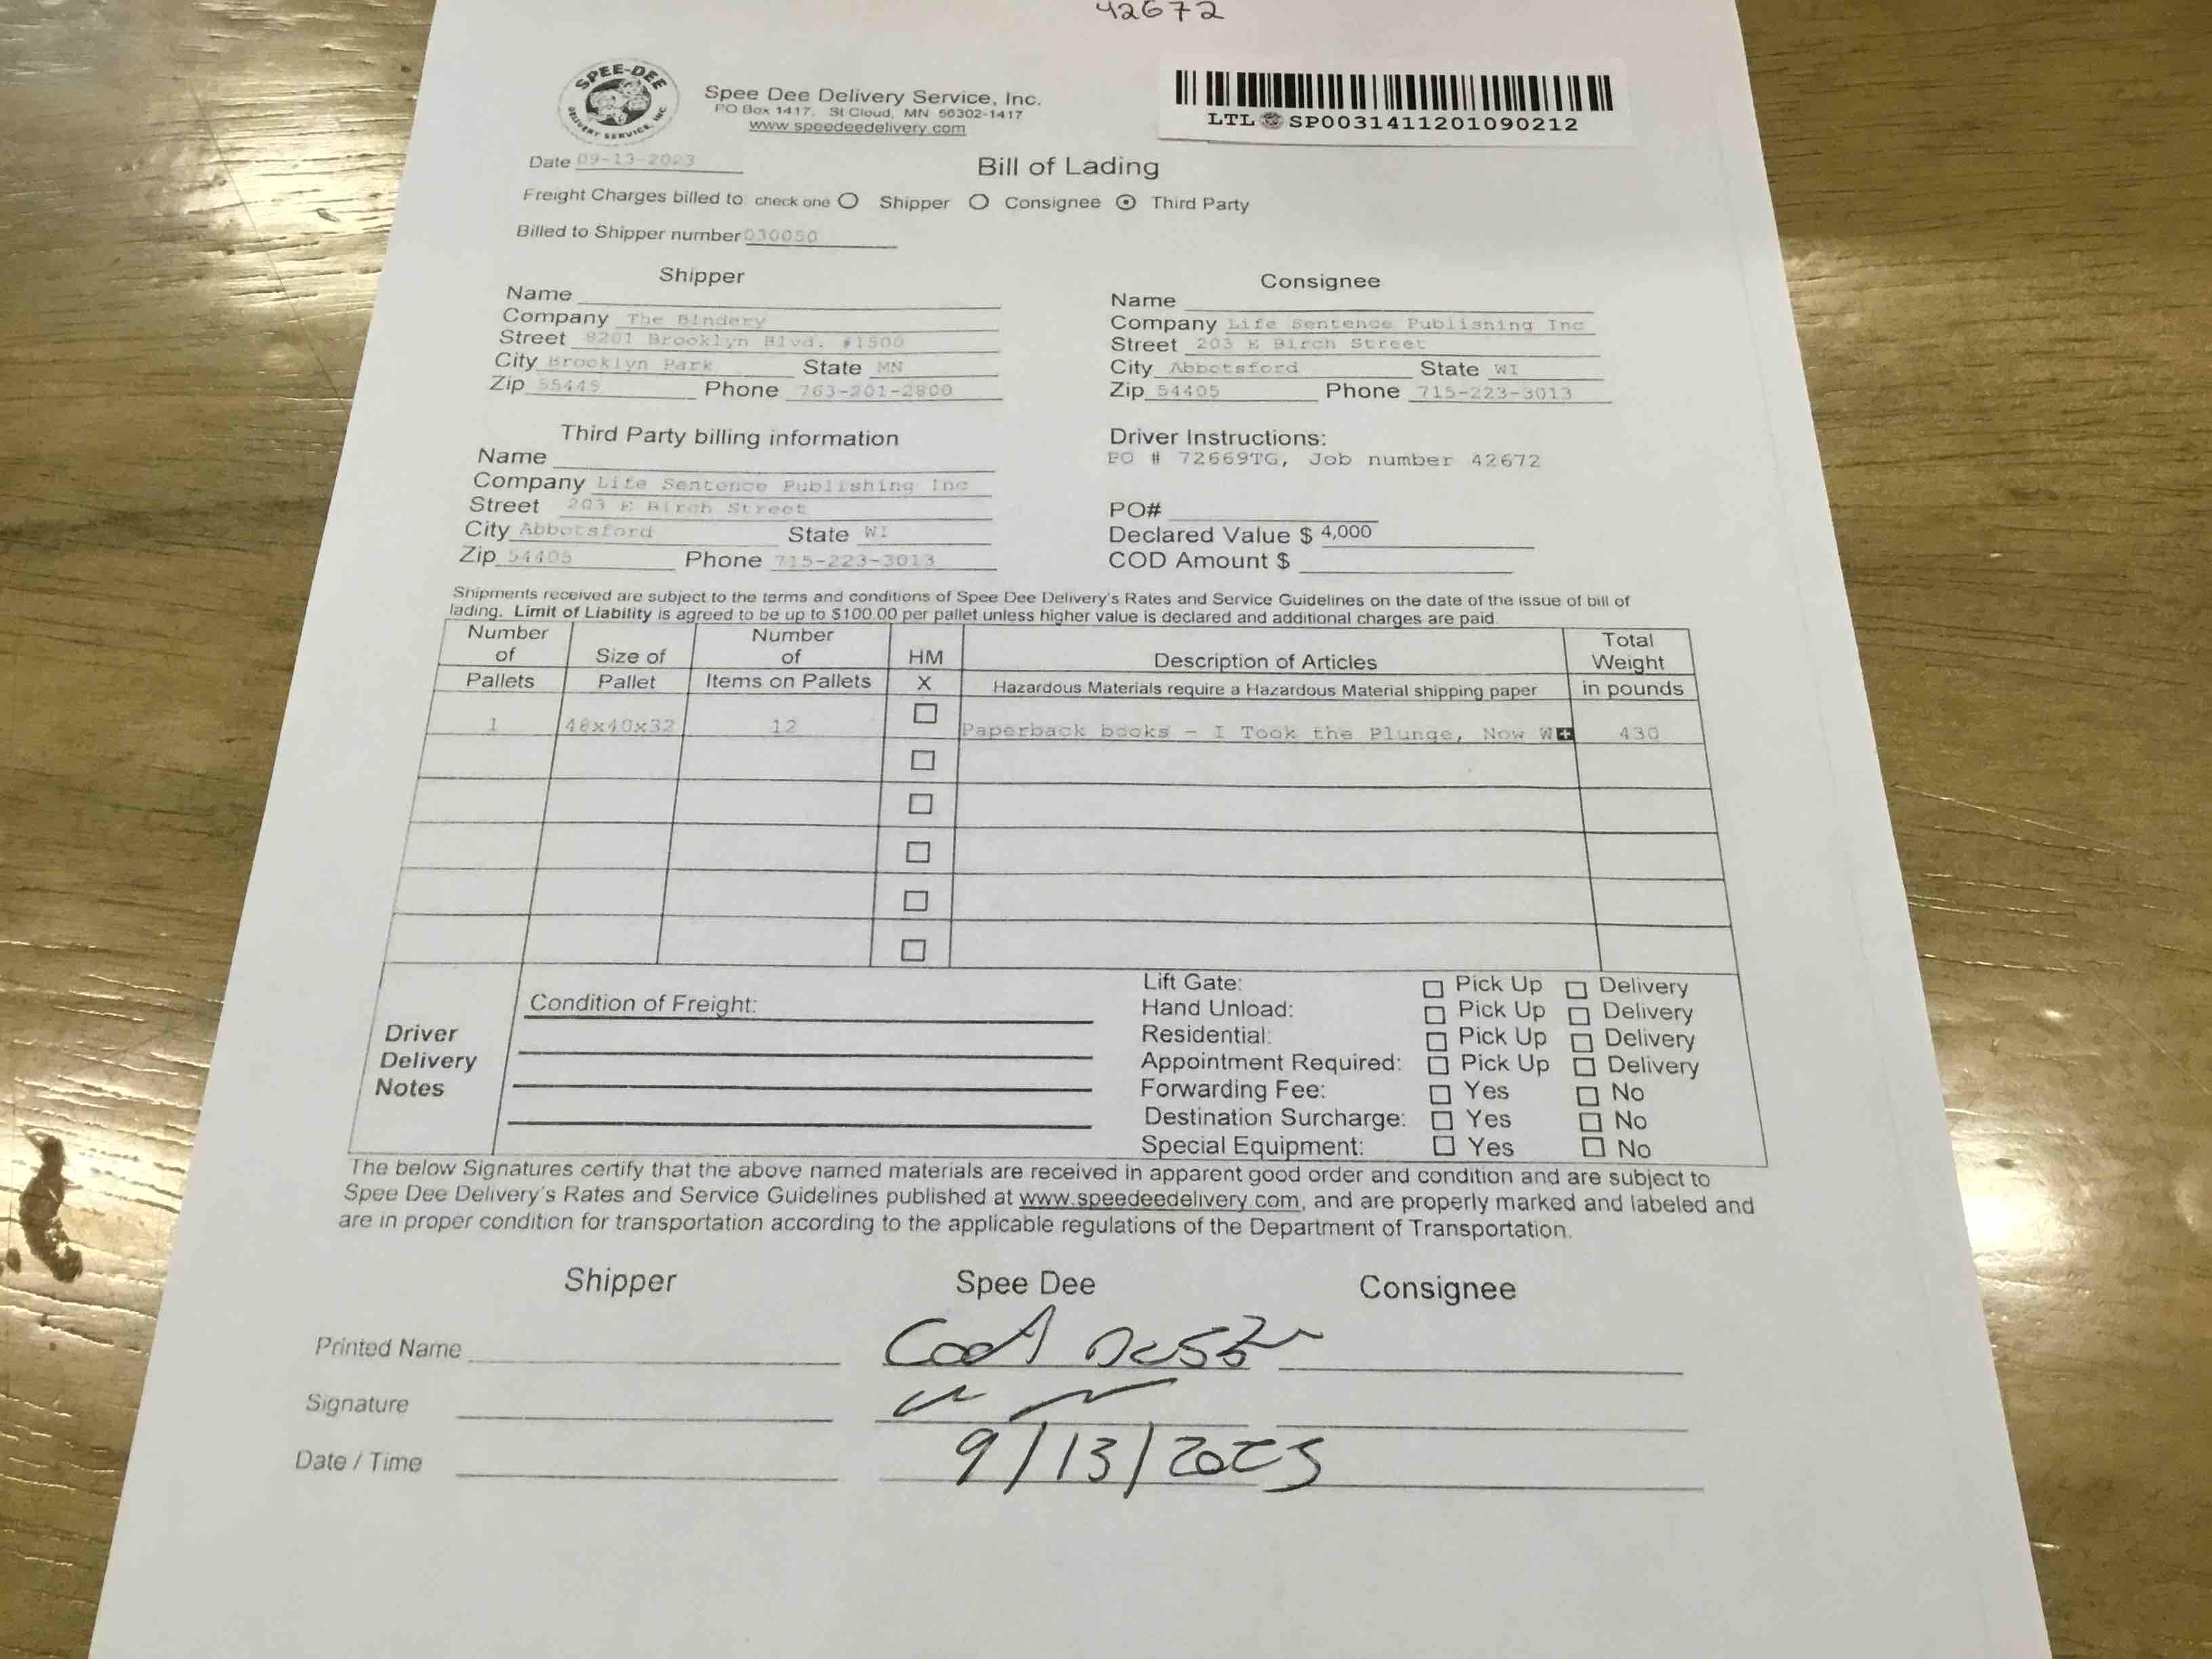 42672
SPEE-DEE
DELIVERY SERVICE, INC.
Spee Dee Delivery Service, Inc.
PO Box 1417, St Cloud, MN 56302-1417
www.speedeedelivery.com
LTL SP0031411201090212
Date 09-13-2023
Bill of Lading
Freight Charges billed to: check one Shipper Consignee Third Party
Billed to Shipper number 030050
Shipper
Name
Company The Bindery
Street 8201 Brooklyn Blvd. #1500
City Brooklyn Park State MN
Zip 55445 Phone 763-201-2800
Consignee
Name
Company Life Sentence Publishing Inc
Street 203 E Birch Street
City Abbotsford State WI
Zip 54405 Phone 715-223-3013
Third Party billing information
Name
Company Life Sentence Publishing Inc
Street 203 E Birch Street
City Abbotsford State WI
Zip 54405 Phone 715-223-3013
Driver Instructions:
PO # 72669TG, Job number 42672
PO#
Declared Value $ 4,000
COD Amount $
Shipments received are subject to the terms and conditions of Spee Dee Delivery's Rates and Service Guidelines on the date of the issue of bill of
lading. Limit of Liability is agreed to be up to $100.00 per pallet unless higher value is declared and additional charges are paid.
Number of Pallets Size of Pallet Number of Items on Pallets HM X Description of Articles Total Weight in pounds
Hazardous Materials require a Hazardous Material shipping paper
1 48x40x32 12 Paperback books - I Took the Plunge, Now W 430
Driver
Delivery
Notes
Condition of Freight:
Lift Gate: Pick Up Delivery
Hand Unload: Pick Up Delivery
Residential: Pick Up Delivery
Appointment Required: Pick Up Delivery
Forwarding Fee: Yes No
Destination Surcharge: Yes No
Special Equipment: Yes No
The below Signatures certify that the above named materials are received in apparent good order and condition and are subject to
Spee Dee Delivery's Rates and Service Guidelines published at www.speedeedelivery.com, and are properly marked and labeled and
are in proper condition for transportation according to the applicable regulations of the Department of Transportation.
Shipper Spee Dee Consignee
Printed Name
Signature
Date / Time 9/13/2023